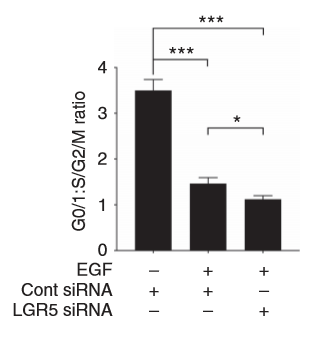 ***
***
*
4
3
2
1
0
G0/1:S/G2/M ratio
EGF – + +
Cont siRNA + + –
LGR5 siRNA – – +